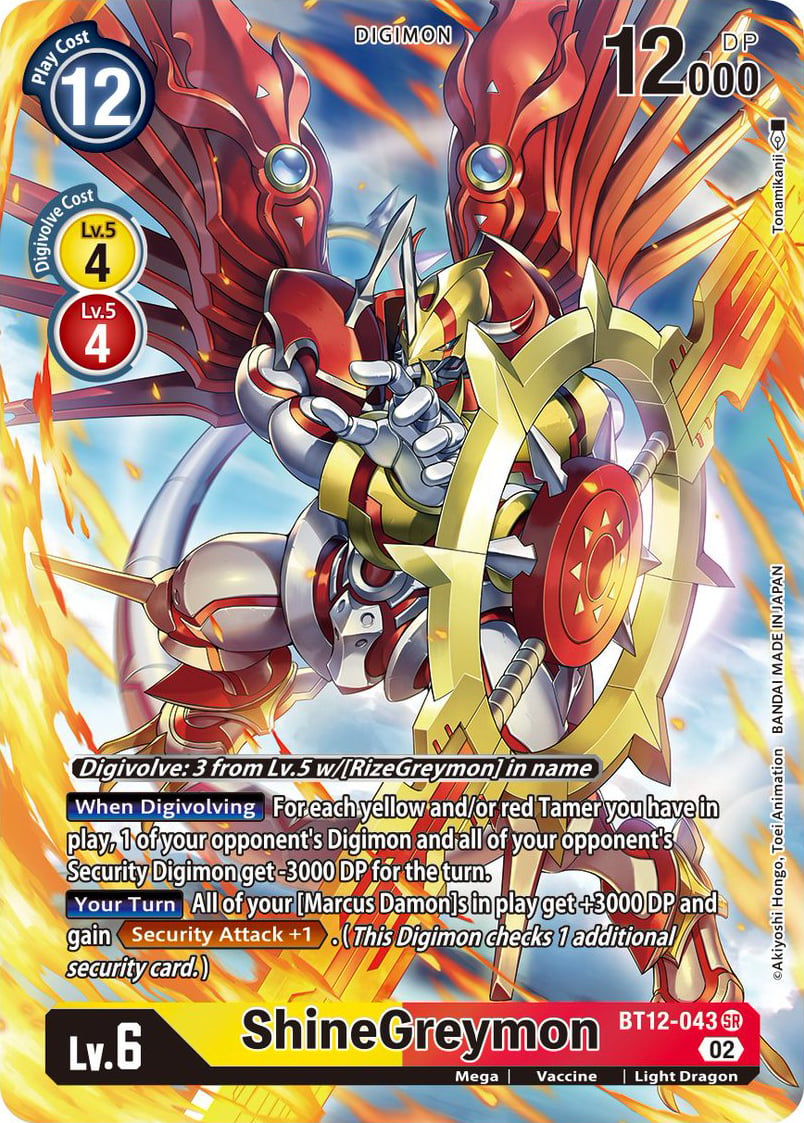 DIGIMON
Play Cost
12
DP
12000
Digivolve Cost
Lv.5
4
Lv.5
4
Tonamikanji
Digivolve: 3 from Lv.5 w/[RizeGreymon] in name
When Digivolving For each yellow and/or red Tamer you have in
play, 1 of your opponent's Digimon and all of your opponent's
Security Digimon get -3000 DP for the turn.
Your Turn All of your [Marcus Damon]s in play get +3000 DP and
gain Security Attack +1 . (This Digimon checks 1 additional
security card.)
©Akiyoshi Hongo, Toei Animation BANDAI MADE IN JAPAN
Lv.6
ShineGreymon
BT12-043 SR
02
Mega | Vaccine | Light Dragon